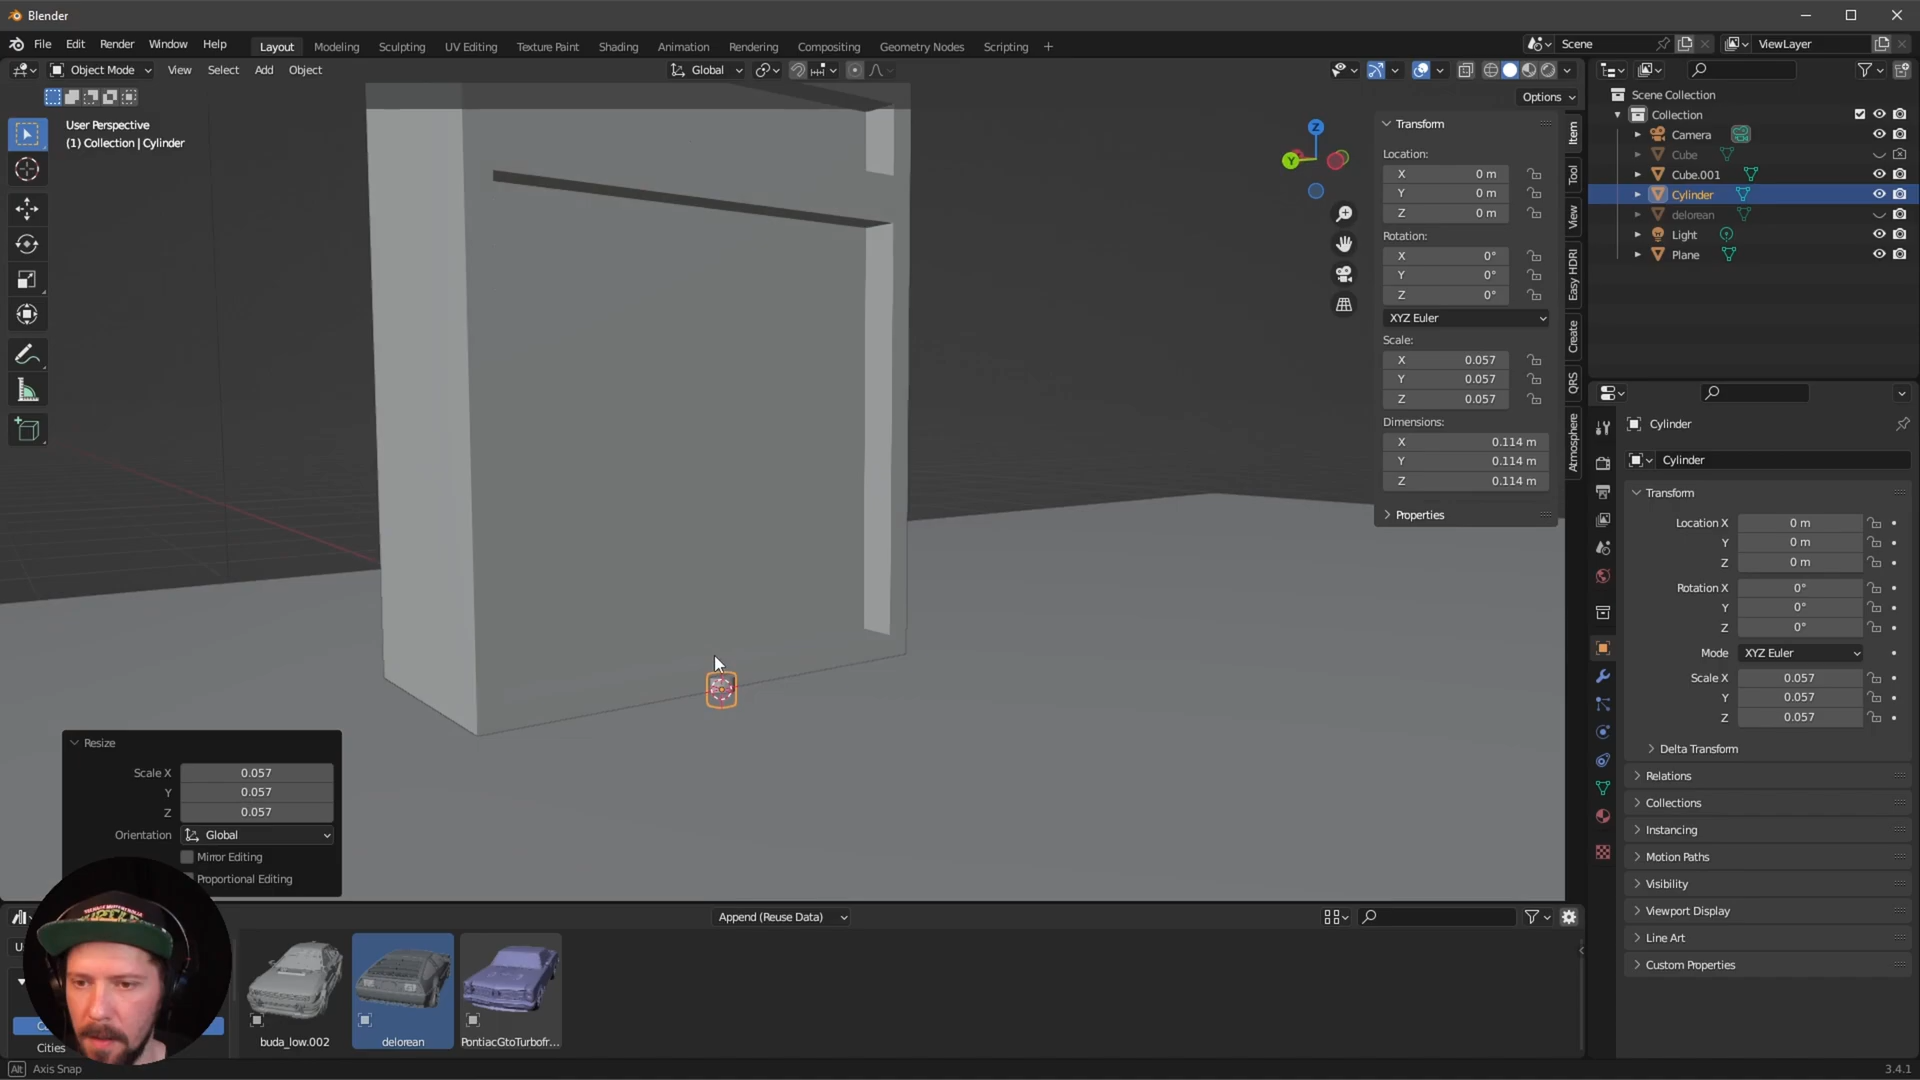 Blender
File Edit Render Window Help Layout Modeling Sculpting UV Editing Texture Paint Shading Animation Rendering Compositing Geometry Nodes Scripting + Scene ViewLayer
Object Mode View Select Add Object Global
Options
User Perspective
(1) Collection | Cylinder
Transform
Location:
X 0 m
Y 0 m
Z 0 m
Rotation:
X 0°
Y 0°
Z 0°
XYZ Euler
Scale:
X 0.057
Y 0.057
Z 0.057
Dimensions:
X 0.114 m
Y 0.114 m
Z 0.114 m
Properties
Item
Tool
View
Easy HDRI
Create
QRS
Atmosphere
Z
Y
Scene Collection
Collection
Camera
Cube
Cube.001
Cylinder
delorean
Light
Plane
Cylinder
Cylinder
Transform
Location X 0 m
Y 0 m
Z 0 m
Rotation X 0°
Y 0°
Z 0°
Mode XYZ Euler
Scale X 0.057
Y 0.057
Z 0.057
Delta Transform
Relations
Collections
Instancing
Motion Paths
Visibility
Viewport Display
Line Art
Custom Properties
Resize
Scale X 0.057
Y 0.057
Z 0.057
Orientation Global
Mirror Editing
Proportional Editing
Append (Reuse Data)
buda_low.002
delorean
PontiacGtoTurbofr...
Cities
Alt Axis Snap
3.4.1